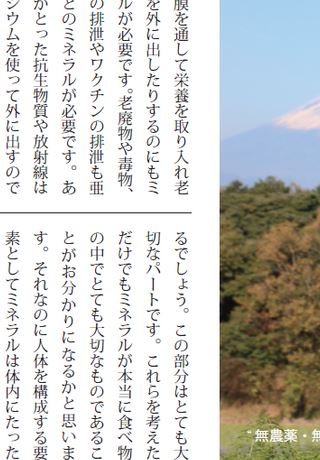 膜を通して栄養を取り入れ老
を外に出したりするのにもミ
ルが必要です。老廃物や毒物、
の排泄やワクチンの排泄も亜
とのミネラルが必要です。あ
かとった抗生物質や放射線は
シウムを使って外に出すので
るでしょう。この部分はとても大
切なパートです。これらを考えた
だけでもミネラルが本当に食べ物
の中でとても大切なものであるこ
とがお分かりになるかと思いま
す。それなのに人体を構成する要
素としてミネラルは体内にたった
“無農薬・無